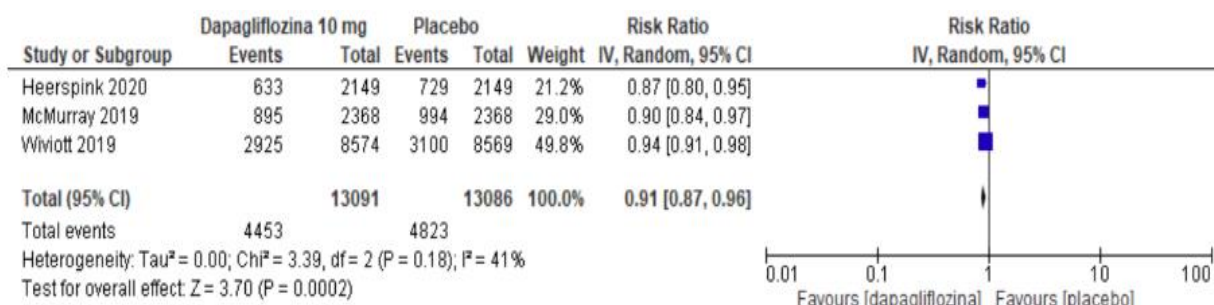 Dapagliflozina 10 mg Placebo Risk Ratio Risk Ratio
Study or Subgroup Events Total Events Total Weight IV, Random, 95% CI IV, Random, 95% CI
Heerspink 2020 633 2149 729 2149 21.2% 0.87 [0.80, 0.95]
McMurray 2019 895 2368 994 2368 29.0% 0.90 [0.84, 0.97]
Wiviott 2019 2925 8574 3100 8569 49.8% 0.94 [0.91, 0.98]
Total (95% CI) 13091 13086 100.0% 0.91 [0.87, 0.96]
Total events 4453 4823
Heterogeneity: Tau² = 0.00; Chi² = 3.39, df = 2 (P = 0.18); I² = 41%
Test for overall effect: Z = 3.70 (P = 0.0002)
0.01 0.1 1 10 100
Favours [dapagliflozina] Favours [placebo]